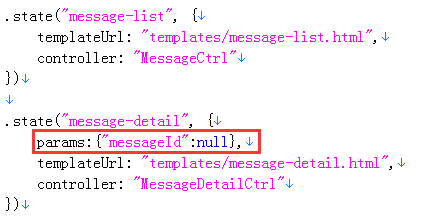 .state("message-list", {↓
    templateUrl: "templates/message-list.html",↓
    controller: "MessageCtrl"↓
})↓
↓
.state("message-detail", {↓
    params:{"messageId":null},↓
    templateUrl: "templates/message-detail.html",↓
    controller: "MessageDetailCtrl"↓
})↓